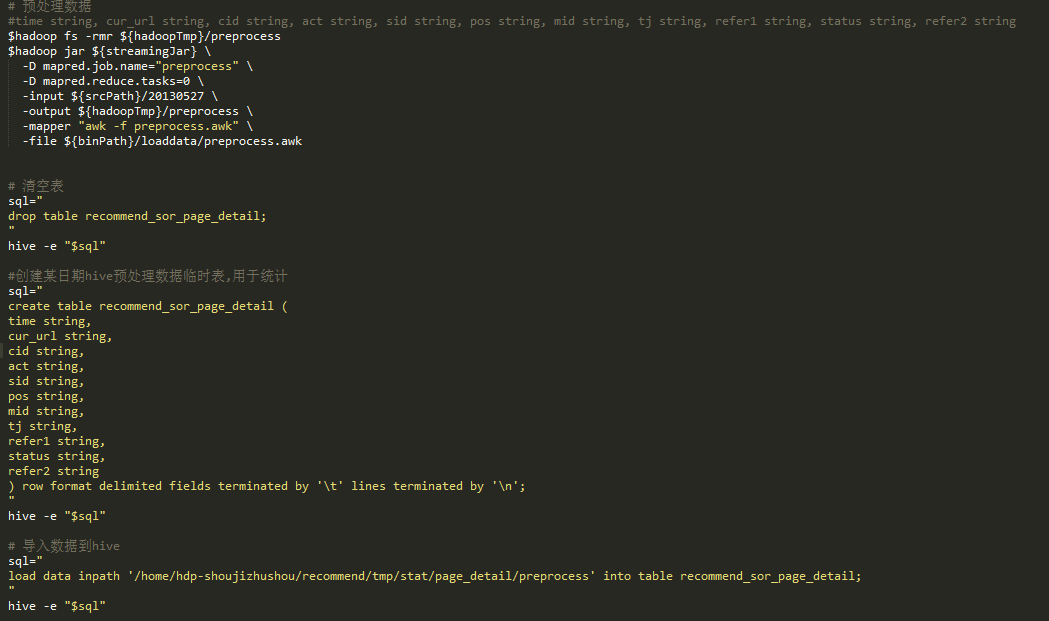 # 预处理数据
#time string, cur_url string, cid string, act string, sid string, pos string, mid string, tj string, refer1 string, status string, refer2 string
$hadoop fs -rmr ${hadoopTmp}/preprocess
$hadoop jar ${streamingJar} \
-D mapred.job.name="preprocess" \
-D mapred.reduce.tasks=0 \
-input ${srcPath}/20130527 \
-output ${hadoopTmp}/preprocess \
-mapper "awk -f preprocess.awk" \
-file ${binPath}/loaddata/preprocess.awk
# 清空表
sql="
drop table recommend_sor_page_detail;
"
hive -e "$sql"
#创建某日期hive预处理数据临时表,用于统计
sql="
create table recommend_sor_page_detail (
time string,
cur_url string,
cid string,
act string,
sid string,
pos string,
mid string,
tj string,
refer1 string,
status string,
refer2 string
) row format delimited fields terminated by '\t' lines terminated by '\n';
"
hive -e "$sql"
# 导入数据到hive
sql="
load data inpath '/home/hdp-shoujizhushou/recommend/tmp/stat/page_detail/preprocess' into table recommend_sor_page_detail;
"
hive -e "$sql"